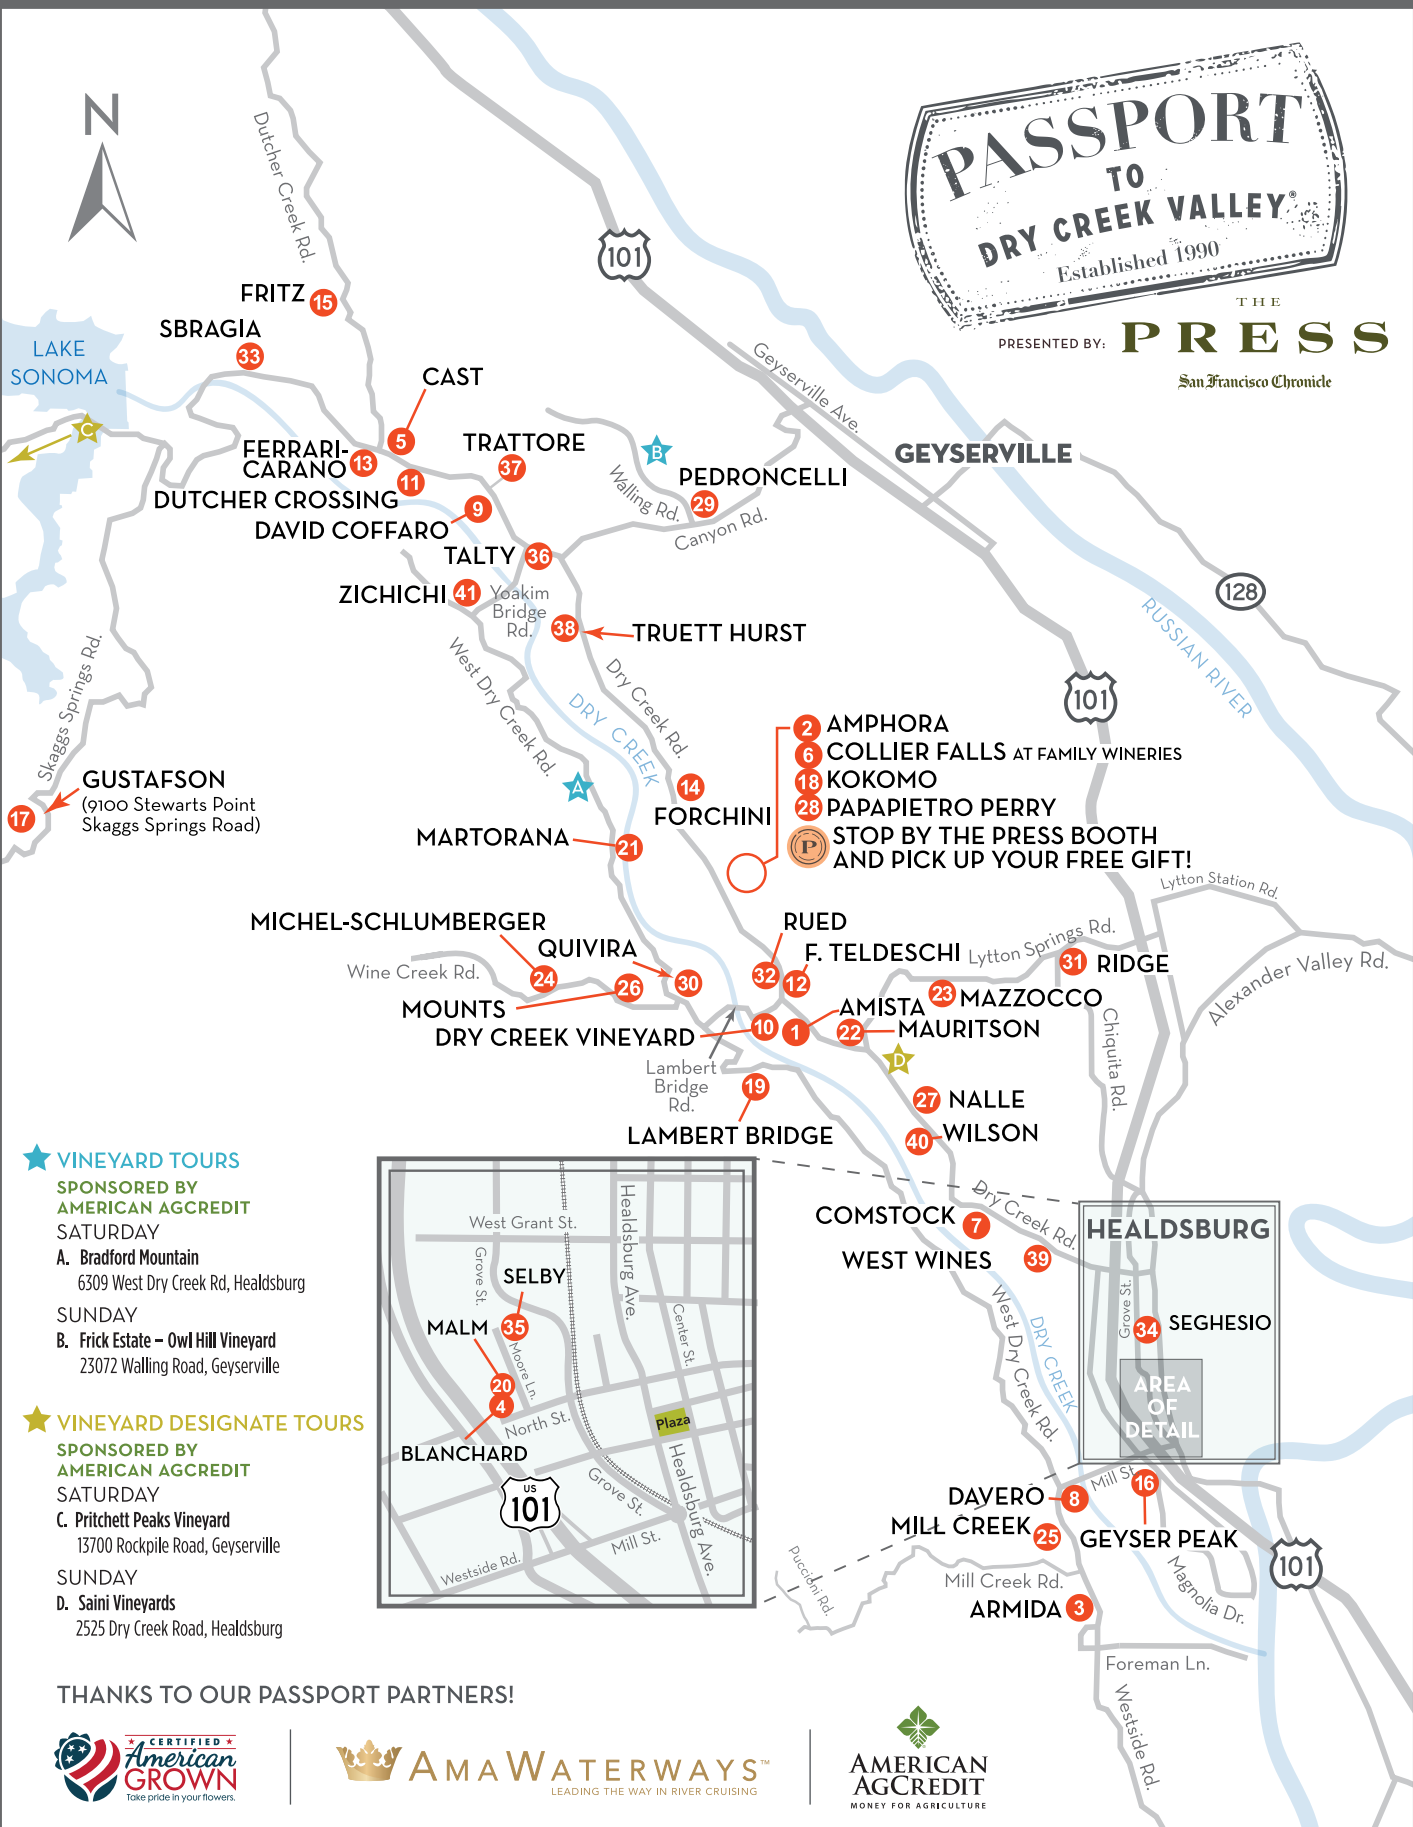 N
PASSPORT
TO
DRY CREEK VALLEY®
Established 1990
PRESENTED BY:
THE
PRESS
San Francisco Chronicle
Dutcher Creek Rd.
101
FRITZ
15
SBRAGIA
33
LAKE
SONOMA
C
CAST
5
FERRARI-
CARANO
13
TRATTORE
37
11
DUTCHER CROSSING
9
DAVID COFFARO
B
PEDRONCELLI
29
Walling Rd.
Canyon Rd.
Geyserville Ave.
GEYSERVILLE
TALTY
36
ZICHICHI
41
Yoakim
Bridge
Rd.
38
TRUETT HURST
128
RUSSIAN RIVER
101
Skaggs Springs Rd.
West Dry Creek Rd.
DRY CREEK
Dry Creek Rd.
GUSTAFSON
(9100 Stewarts Point
Skaggs Springs Road)
17
A
14
FORCHINI
MARTORANA
21
2 AMPHORA
6 COLLIER FALLS AT FAMILY WINERIES
18 KOKOMO
28 PAPAPIETRO PERRY
P STOP BY THE PRESS BOOTH
AND PICK UP YOUR FREE GIFT!
Lytton Station Rd.
Lytton Springs Rd.
Alexander Valley Rd.
MICHEL-SCHLUMBERGER
24
QUIVIRA
30
Wine Creek Rd.
MOUNTS
26
RUED
32
F. TELDESCHI
12
31
RIDGE
23
MAZZOCCO
Chiquita Rd.
DRY CREEK VINEYARD
10
1
AMISTA
22
MAURITSON
D
Lambert
Bridge
Rd.
19
LAMBERT BRIDGE
27
NALLE
40
WILSON
COMSTOCK
7
Dry Creek Rd.
WEST WINES
39
HEALDSBURG
Grove St.
34
SEGHESIO
AREA
OF
DETAIL
West Dry Creek Rd.
DRY CREEK
Mill St.
DAVERO
8
16
GEYSER PEAK
MILL CREEK
25
101
Puccioni Rd.
Mill Creek Rd.
Magnolia Dr.
ARMIDA
3
Foreman Ln.
Westside Rd.
West Grant St.
Healdsburg Ave.
Grove St.
SELBY
35
MALM
Moore Ln.
Center St.
20
4
North St.
BLANCHARD
Plaza
US
101
Grove St.
Healdsburg Ave.
Mill St.
Westside Rd.
VINEYARD TOURS
SPONSORED BY
AMERICAN AGCREDIT
SATURDAY
A. Bradford Mountain
6309 West Dry Creek Rd, Healdsburg
SUNDAY
B. Frick Estate – Owl Hill Vineyard
23072 Walling Road, Geyserville
VINEYARD DESIGNATE TOURS
SPONSORED BY
AMERICAN AGCREDIT
SATURDAY
C. Pritchett Peaks Vineyard
13700 Rockpile Road, Geyserville
SUNDAY
D. Saini Vineyards
2525 Dry Creek Road, Healdsburg
THANKS TO OUR PASSPORT PARTNERS!
CERTIFIED
American
GROWN
Take pride in your flowers.
AMAWATERWAYS™
LEADING THE WAY IN RIVER CRUISING
AMERICAN
AGCREDIT
MONEY FOR AGRICULTURE